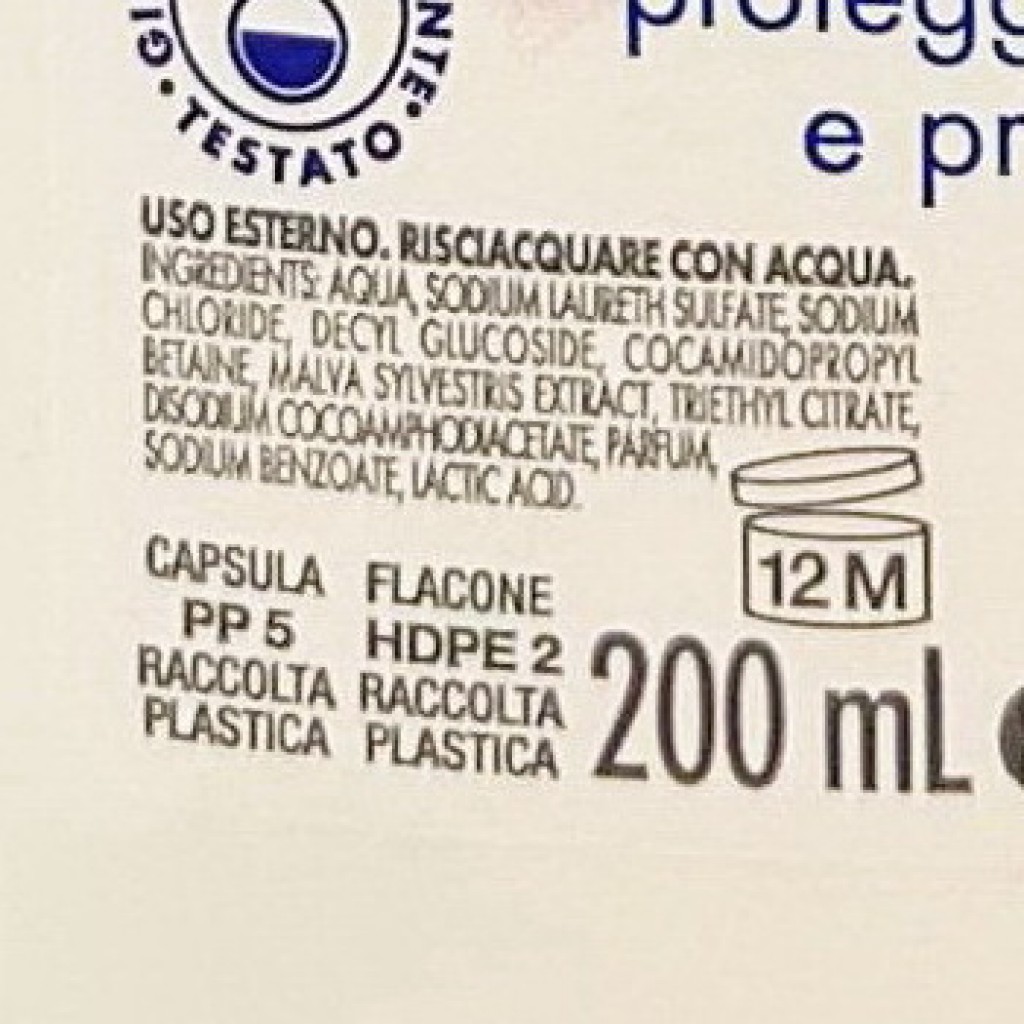 GI • TESTATO • NTE
e
USO ESTERNO. RISCIACQUARE CON ACQUA.
INGREDIENTS: AQUA, SODIUM LAURETH SULFATE, SODIUM
CHLORIDE, DECYL GLUCOSIDE, COCAMIDOPROPYL
BETAINE, MALVA SYLVESTRIS EXTRACT, TRIETHYL CITRATE,
DISODIUM COCOAMPHODIACETATE, PARFUM,
SODIUM BENZOATE, LACTIC ACID.
12 M
CAPSULA FLACONE
PP 5 HDPE 2
RACCOLTA RACCOLTA
PLASTICA PLASTICA
200 mL